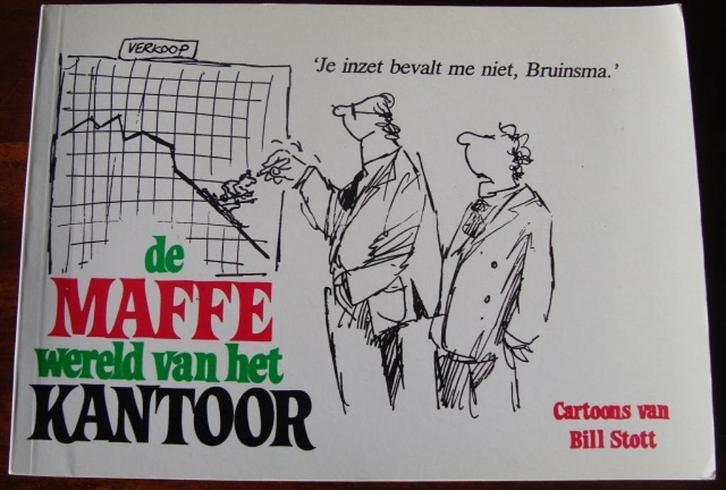 VERKOOP
'Je inzet bevalt me niet, Bruinsma.'
de
MAFFE
wereld van het
KANTOOR
Cartoons van
Bill Stott